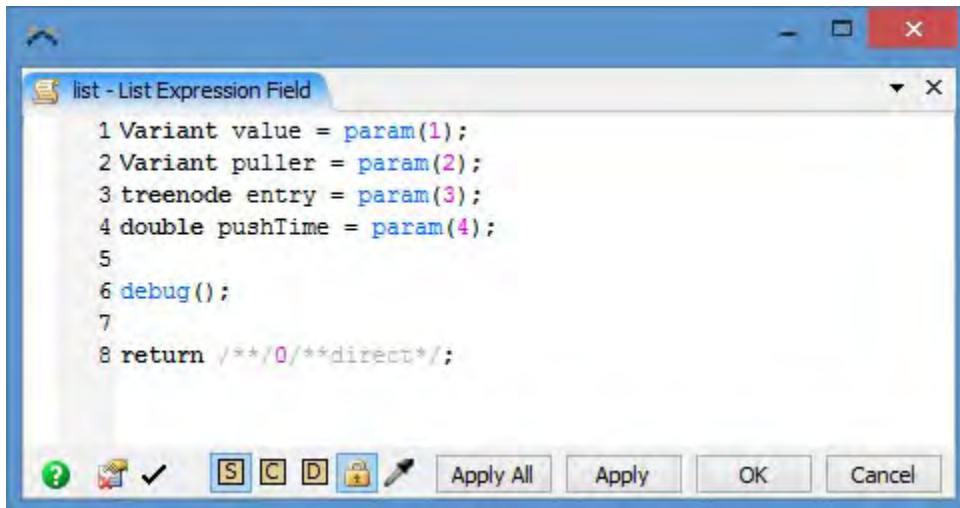 list - List Expression Field
1 Variant value = param(1);
2 Variant puller = param(2);
3 treenode entry = param(3);
4 double pushTime = param(4);
5
6 debug();
7
8 return /**/0/**direct*/;
S C D Apply All Apply OK Cancel